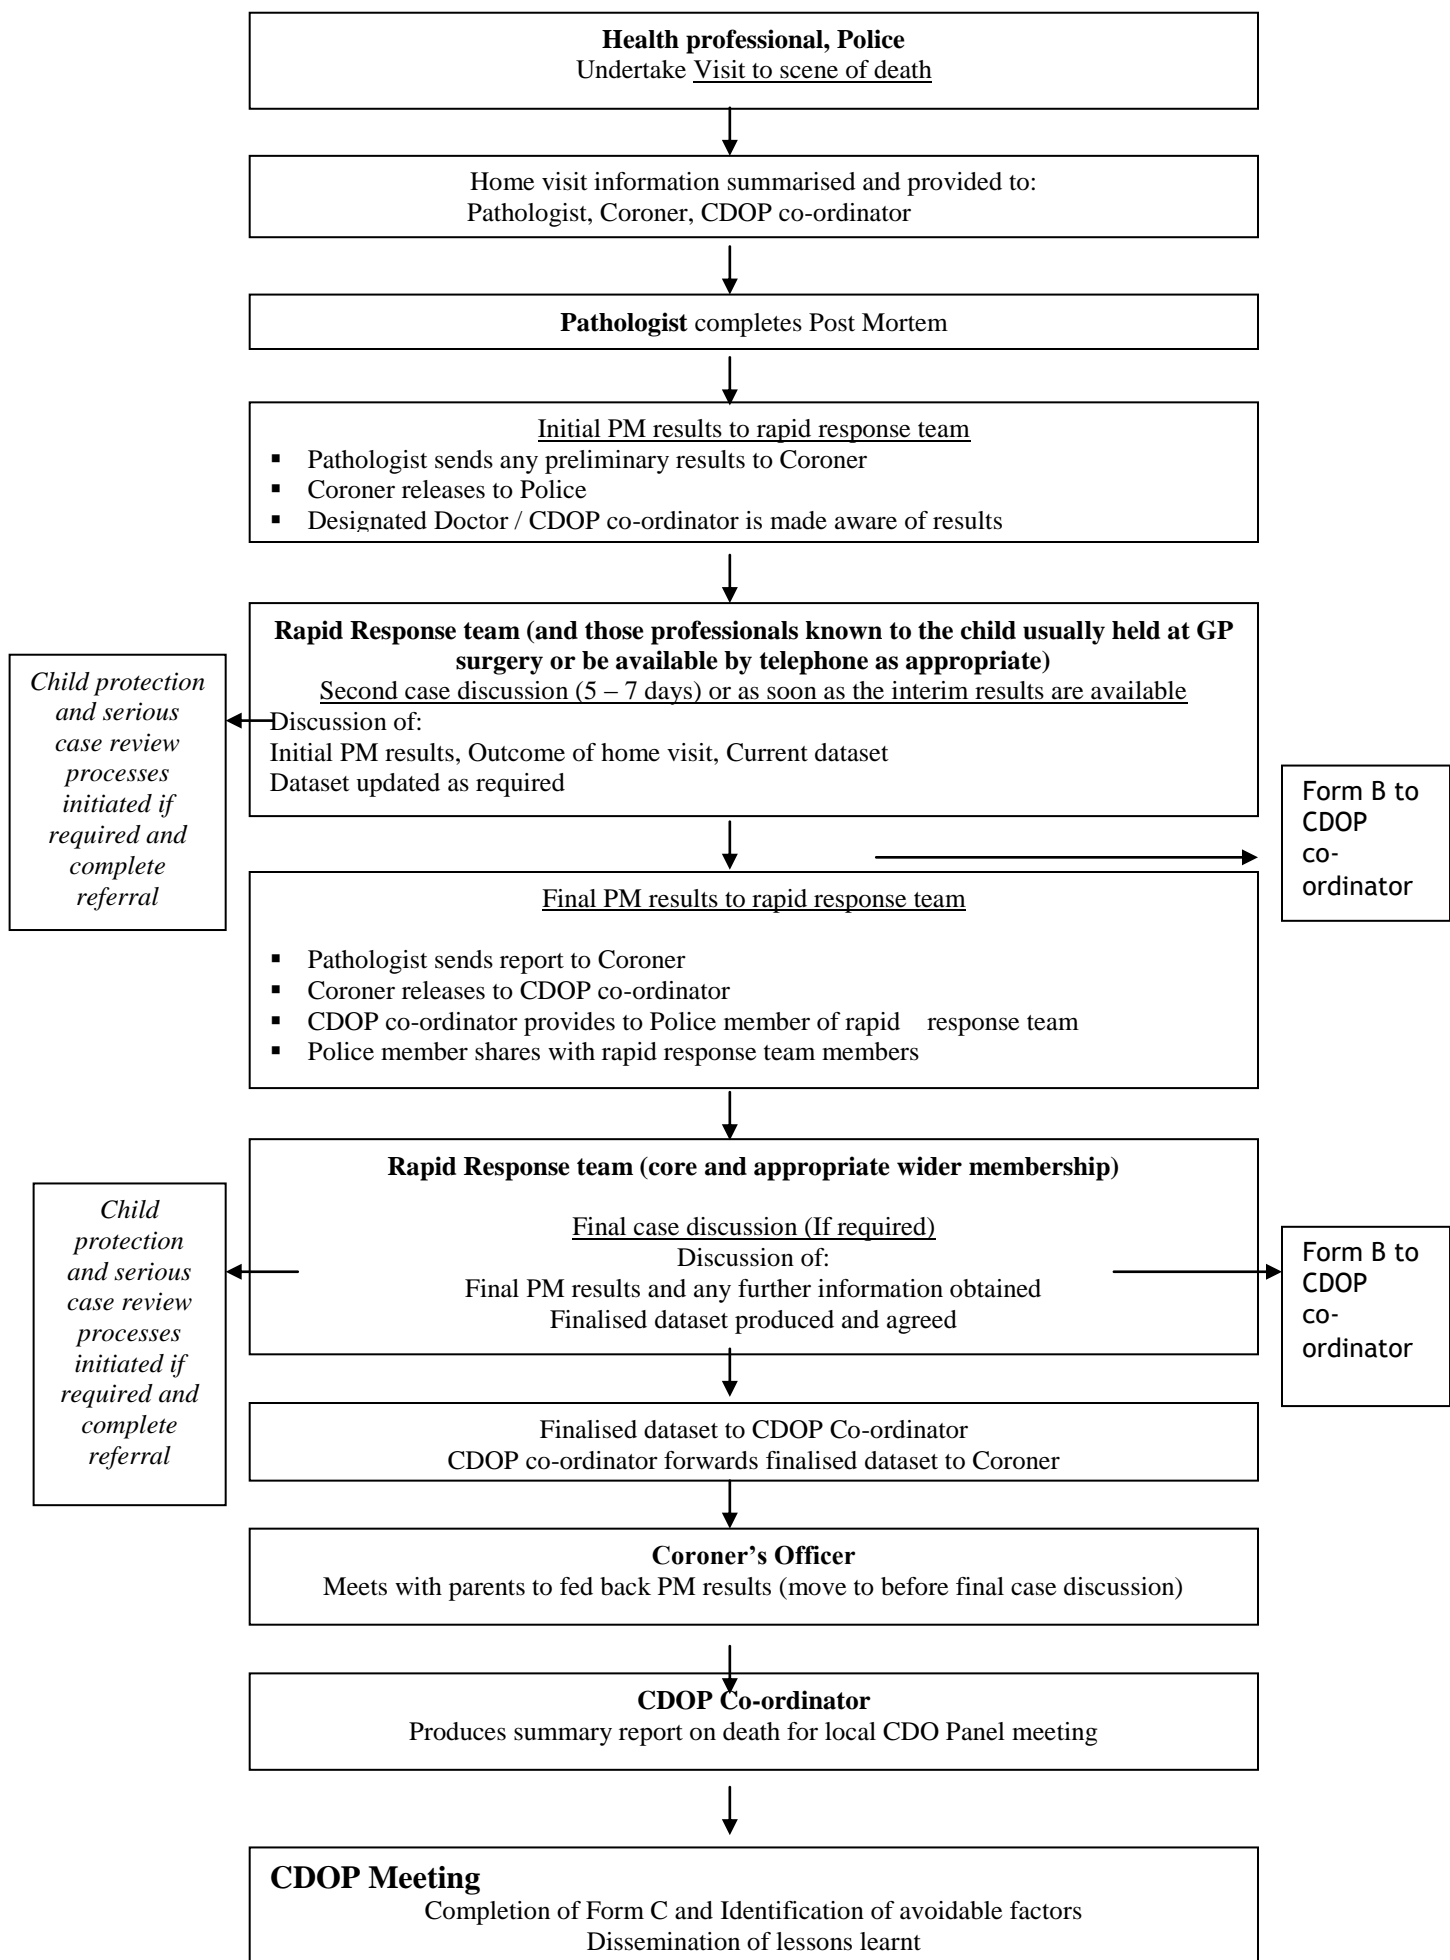 Health professional, Police
Undertake Visit to scene of death
Home visit information summarised and provided to:
Pathologist, Coroner, CDOP co-ordinator
Pathologist completes Post Mortem
Initial PM results to rapid response team
▪ Pathologist sends any preliminary results to Coroner
▪ Coroner releases to Police
▪ Designated Doctor / CDOP co-ordinator is made aware of results
Rapid Response team (and those professionals known to the child usually held at GP
surgery or be available by telephone as appropriate)
Second case discussion (5 – 7 days) or as soon as the interim results are available
Discussion of:
Initial PM results, Outcome of home visit, Current dataset
Dataset updated as required
Child protection
and serious
case review
processes
initiated if
required and
complete
referral
Form B to
CDOP
co-
ordinator
Final PM results to rapid response team
▪ Pathologist sends report to Coroner
▪ Coroner releases to CDOP co-ordinator
▪ CDOP co-ordinator provides to Police member of rapid response team
▪ Police member shares with rapid response team members
Rapid Response team (core and appropriate wider membership)
Final case discussion (If required)
Discussion of:
Final PM results and any further information obtained
Finalised dataset produced and agreed
Child
protection
and serious
case review
processes
initiated if
required and
complete
referral
Form B to
CDOP
co-
ordinator
Finalised dataset to CDOP Co-ordinator
CDOP co-ordinator forwards finalised dataset to Coroner
Coroner’s Officer
Meets with parents to fed back PM results (move to before final case discussion)
CDOP Co-ordinator
Produces summary report on death for local CDO Panel meeting
CDOP Meeting
Completion of Form C and Identification of avoidable factors
Dissemination of lessons learnt